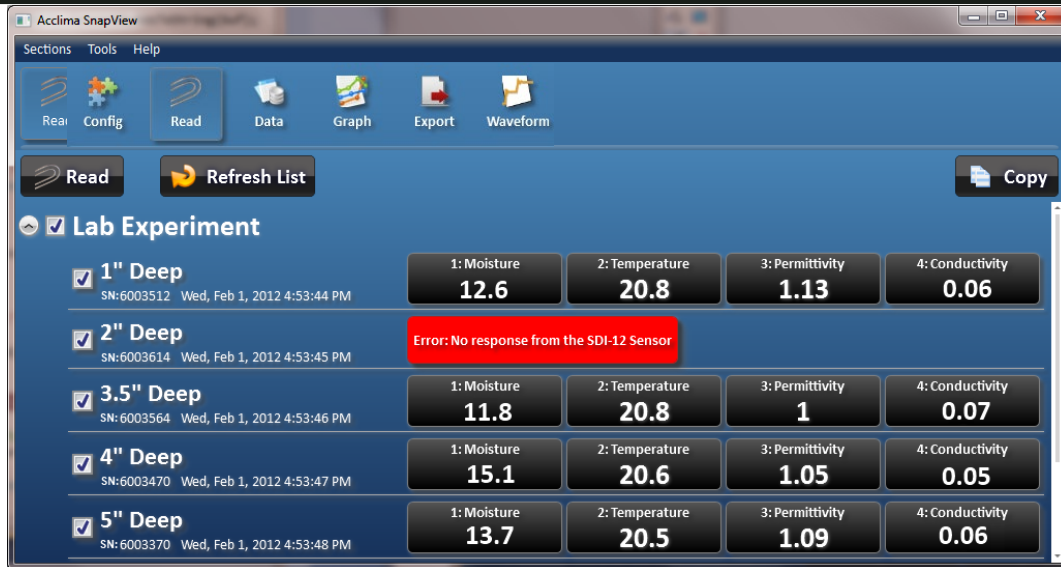 Acclima SnapView
Sections Tools Help
Read Config Read Data Graph Export Waveform
Read Refresh List Copy
Lab Experiment
1" Deep
SN:6003512 Wed, Feb 1, 2012 4:53:44 PM
1: Moisture 2: Temperature 3: Permittivity 4: Conductivity
12.6 20.8 1.13 0.06
2" Deep
SN:6003614 Wed, Feb 1, 2012 4:53:45 PM
Error: No response from the SDI-12 Sensor
3.5" Deep
SN:6003564 Wed, Feb 1, 2012 4:53:46 PM
1: Moisture 2: Temperature 3: Permittivity 4: Conductivity
11.8 20.8 1 0.07
4" Deep
SN:6003470 Wed, Feb 1, 2012 4:53:47 PM
1: Moisture 2: Temperature 3: Permittivity 4: Conductivity
15.1 20.6 1.05 0.05
5" Deep
SN:6003370 Wed, Feb 1, 2012 4:53:48 PM
1: Moisture 2: Temperature 3: Permittivity 4: Conductivity
13.7 20.5 1.09 0.06